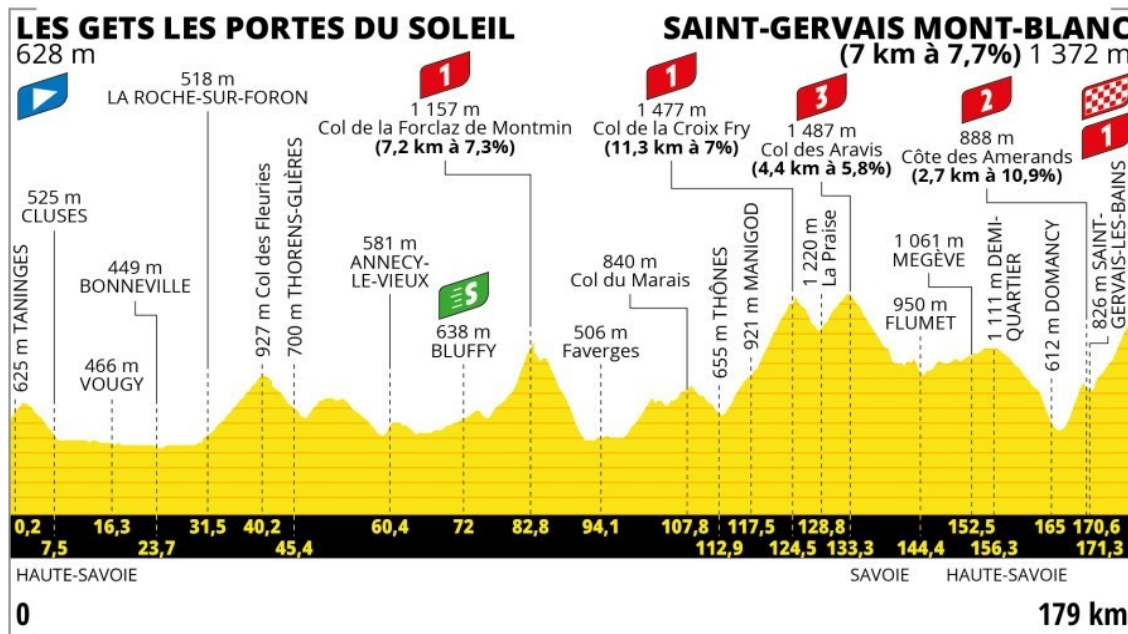 LES GETS LES PORTES DU SOLEIL
628 m
SAINT-GERVAIS MONT-BLANC
(7 km à 7,7%) 1 372 m
518 m
LA ROCHE-SUR-FORON
1
1 157 m
Col de la Forclaz de Montmin
(7,2 km à 7,3%)
1
1 477 m
Col de la Croix Fry
(11,3 km à 7%)
3
1 487 m
Col des Aravis
(4,4 km à 5,8%)
2
888 m
Côte des Amerands
(2,7 km à 10,9%)
1
625 m TANINGES
525 m
CLUSES
466 m
VOUGY
449 m
BONNEVILLE
927 m Col des Fleuries
700 m THORENS-GLIÈRES
581 m
ANNECY-
LE-VIEUX
S
638 m
BLUFFY
506 m
Faverges
840 m
Col du Marais
655 m THÔNES
921 m MANIGOD
1 220 m
La Praise
950 m
FLUMET
1 061 m
MEGÈVE
1 111 m DEMI-
QUARTIER
612 m DOMANCY
826 m SAINT-
GERVAIS-LES-BAINS
0,2 16,3 31,5 40,2 60,4 72 82,8 94,1 107,8 117,5 128,8 152,5 165 170,6
7,5 23,7 45,4 112,9 124,5 133,3 144,4 156,3 171,3
HAUTE-SAVOIE SAVOIE HAUTE-SAVOIE
0 179 km